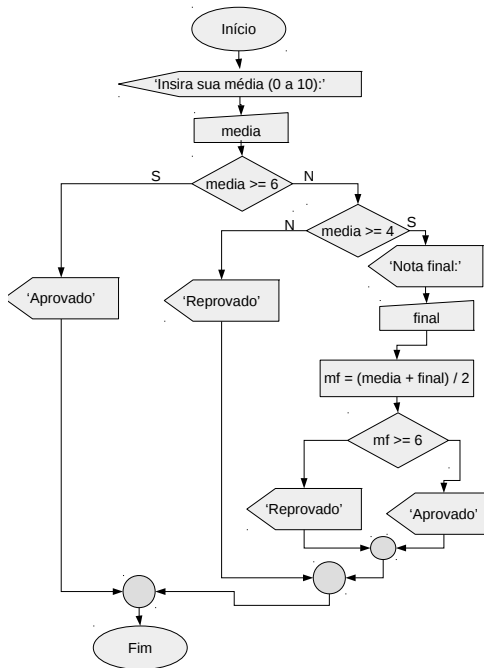 Início
‘Insira sua média (0 a 10):’
media
S
media >= 6
N
N
media >= 4
S
‘Nota final:’
‘Aprovado’
‘Reprovado’
final
mf = (media + final) / 2
mf >= 6
‘Reprovado’
‘Aprovado’
Fim